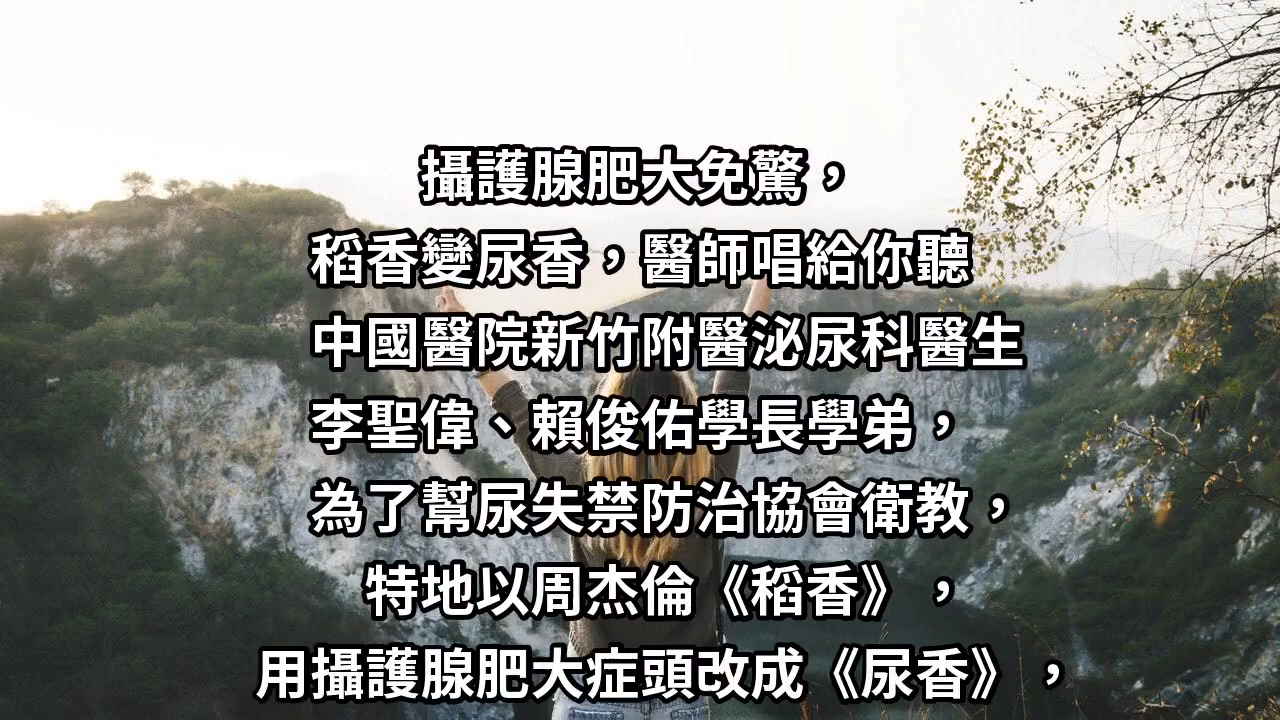 攝護腺肥大免驚，
稻香變尿香，醫師唱給你聽
中國醫院新竹附醫泌尿科醫生
李聖偉、賴俊佑學長學弟，
為了幫尿失禁防治協會衛教，
特地以周杰倫《稻香》，
用攝護腺肥大症頭改成《尿香》，